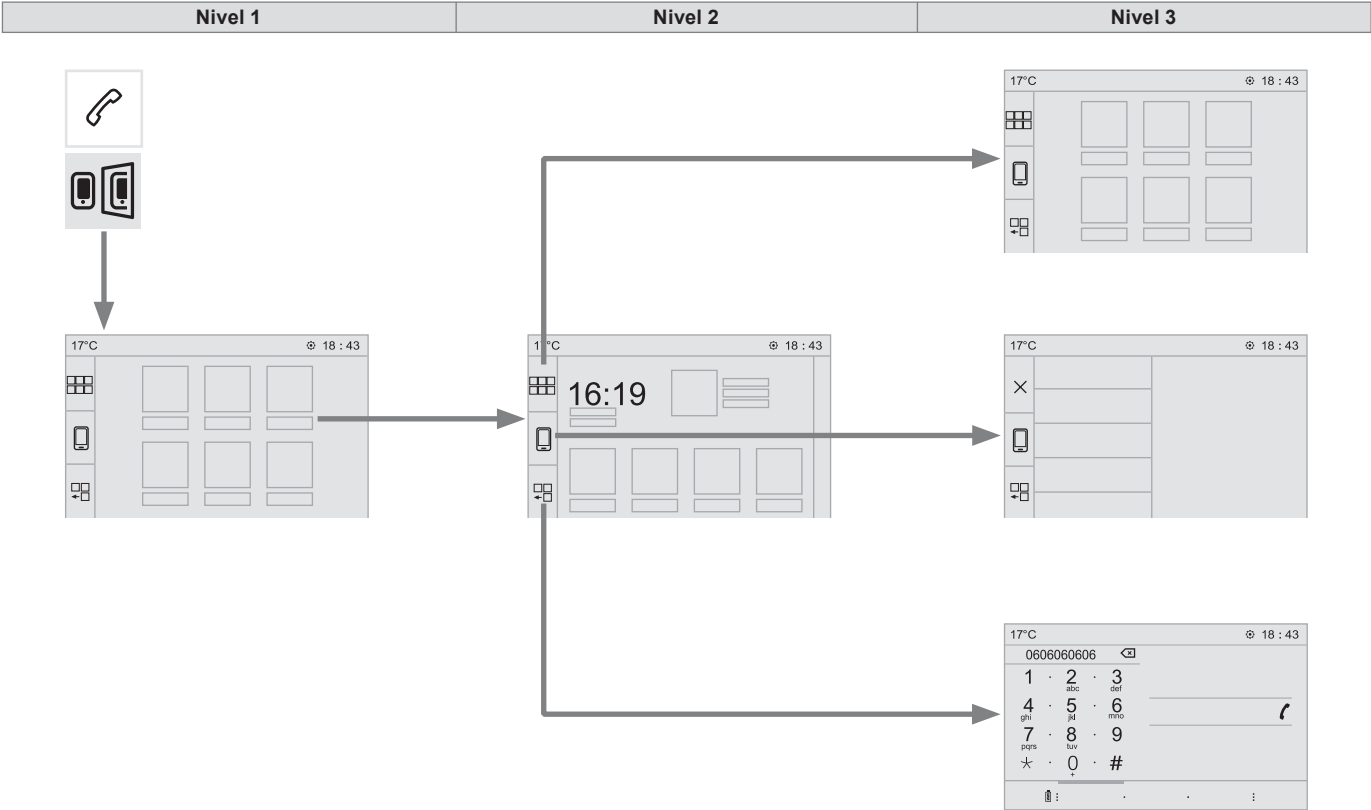 Nivel 1
Nivel 2
Nivel 3
17°C 18 : 43
17°C 18 : 43
16:19
17°C 18 : 43
17°C 18 : 43
17°C 18 : 43
0606060606
1 · 2 · 3
abc def
4 · 5 · 6
ghi jkl mno
7 · 8 · 9
pqrs tuv
* · 0 · #
+